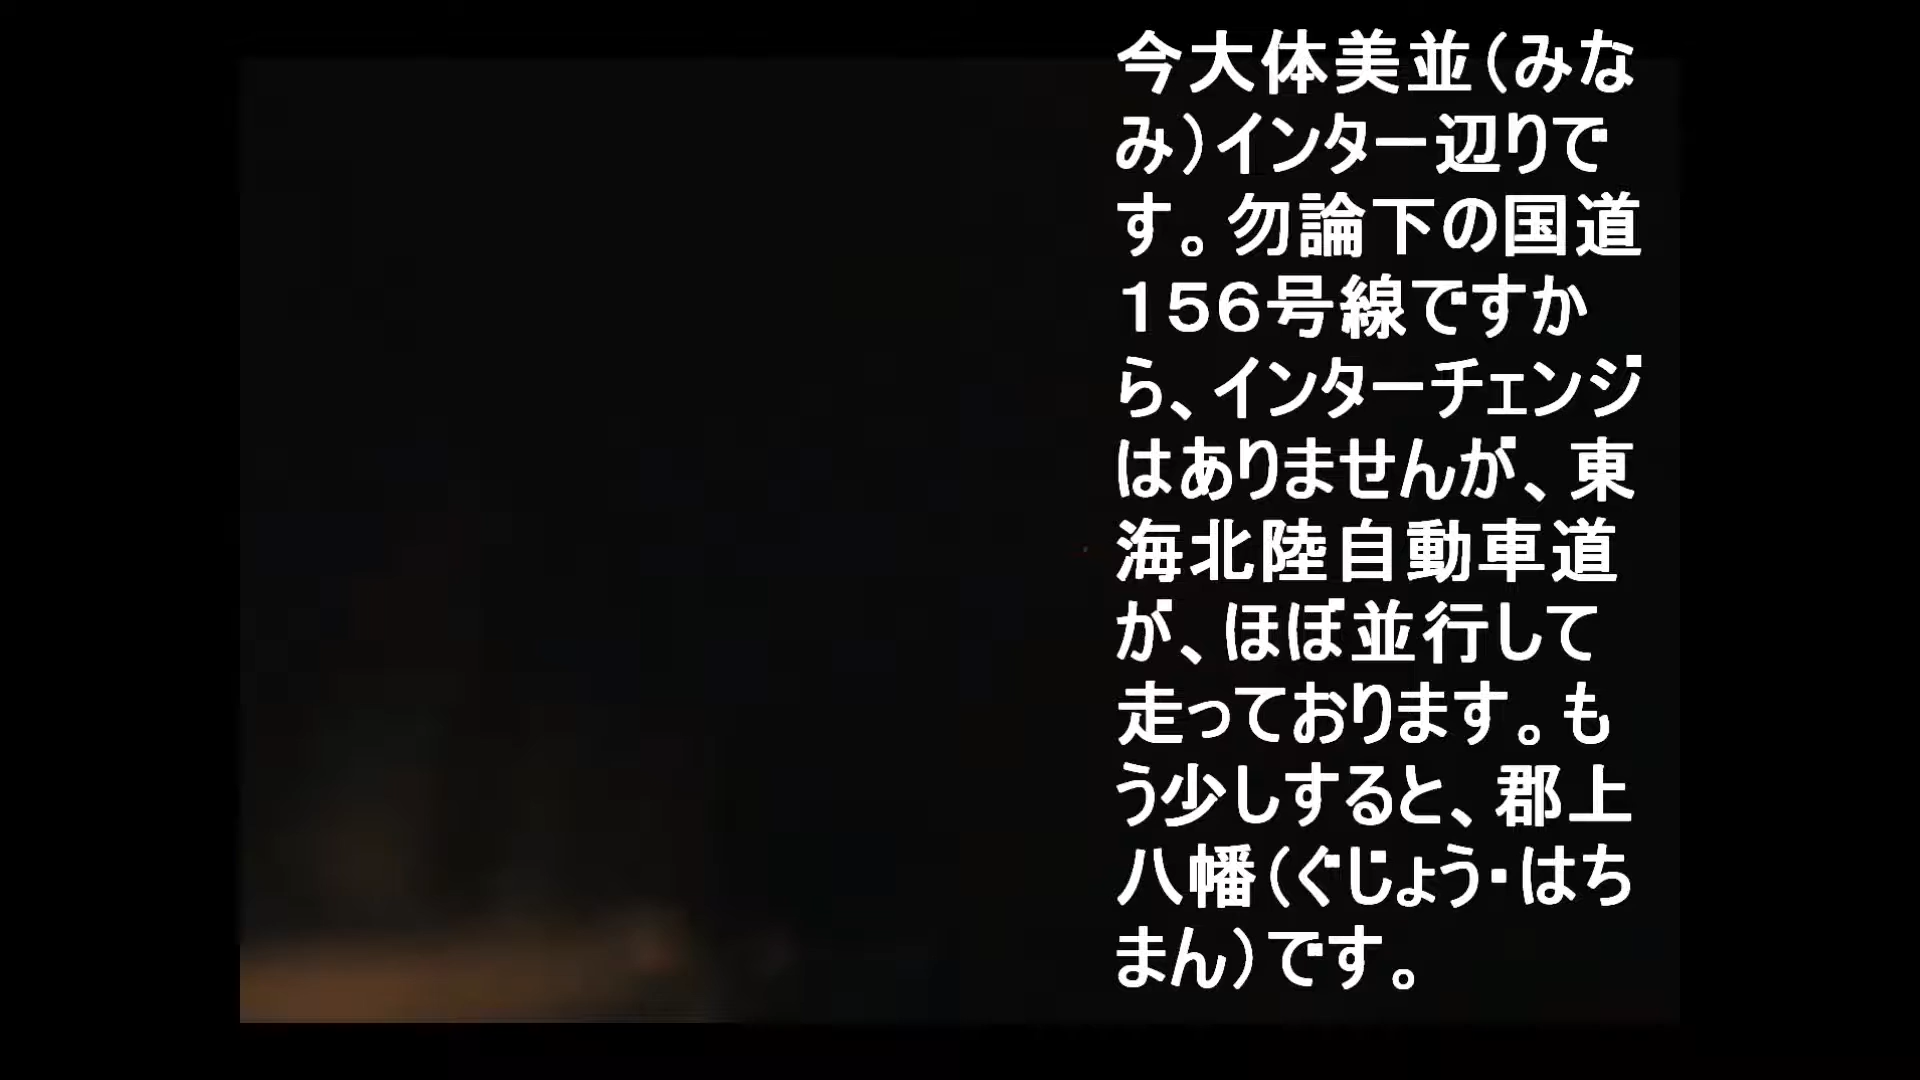 今大体美並（みな
み）インター辺りで
す。勿論下の国道
１５６号線ですか
ら、インターチェンジ
はありませんが、東
海北陸自動車道
が、ほぼ並行して
走っております。も
う少しすると、郡上
八幡（ぐじょう・はち
まん）です。